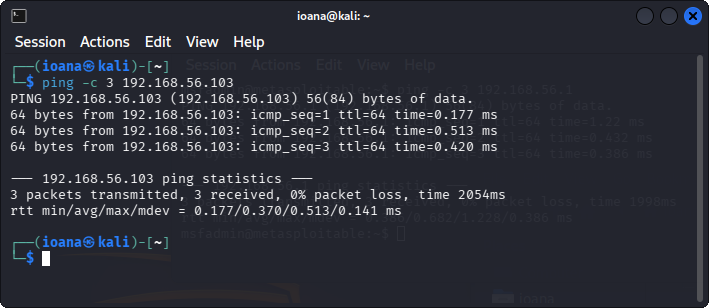 ioana@kali: ~
Session Actions Edit View Help
┌──(ioana㉿kali)-[~]
└─$ ping -c 3 192.168.56.103
PING 192.168.56.103 (192.168.56.103) 56(84) bytes of data.
64 bytes from 192.168.56.103: icmp_seq=1 ttl=64 time=0.177 ms
64 bytes from 192.168.56.103: icmp_seq=2 ttl=64 time=0.513 ms
64 bytes from 192.168.56.103: icmp_seq=3 ttl=64 time=0.420 ms

--- 192.168.56.103 ping statistics ---
3 packets transmitted, 3 received, 0% packet loss, time 2054ms
rtt min/avg/max/mdev = 0.177/0.370/0.513/0.141 ms

┌──(ioana㉿kali)-[~]
└─$